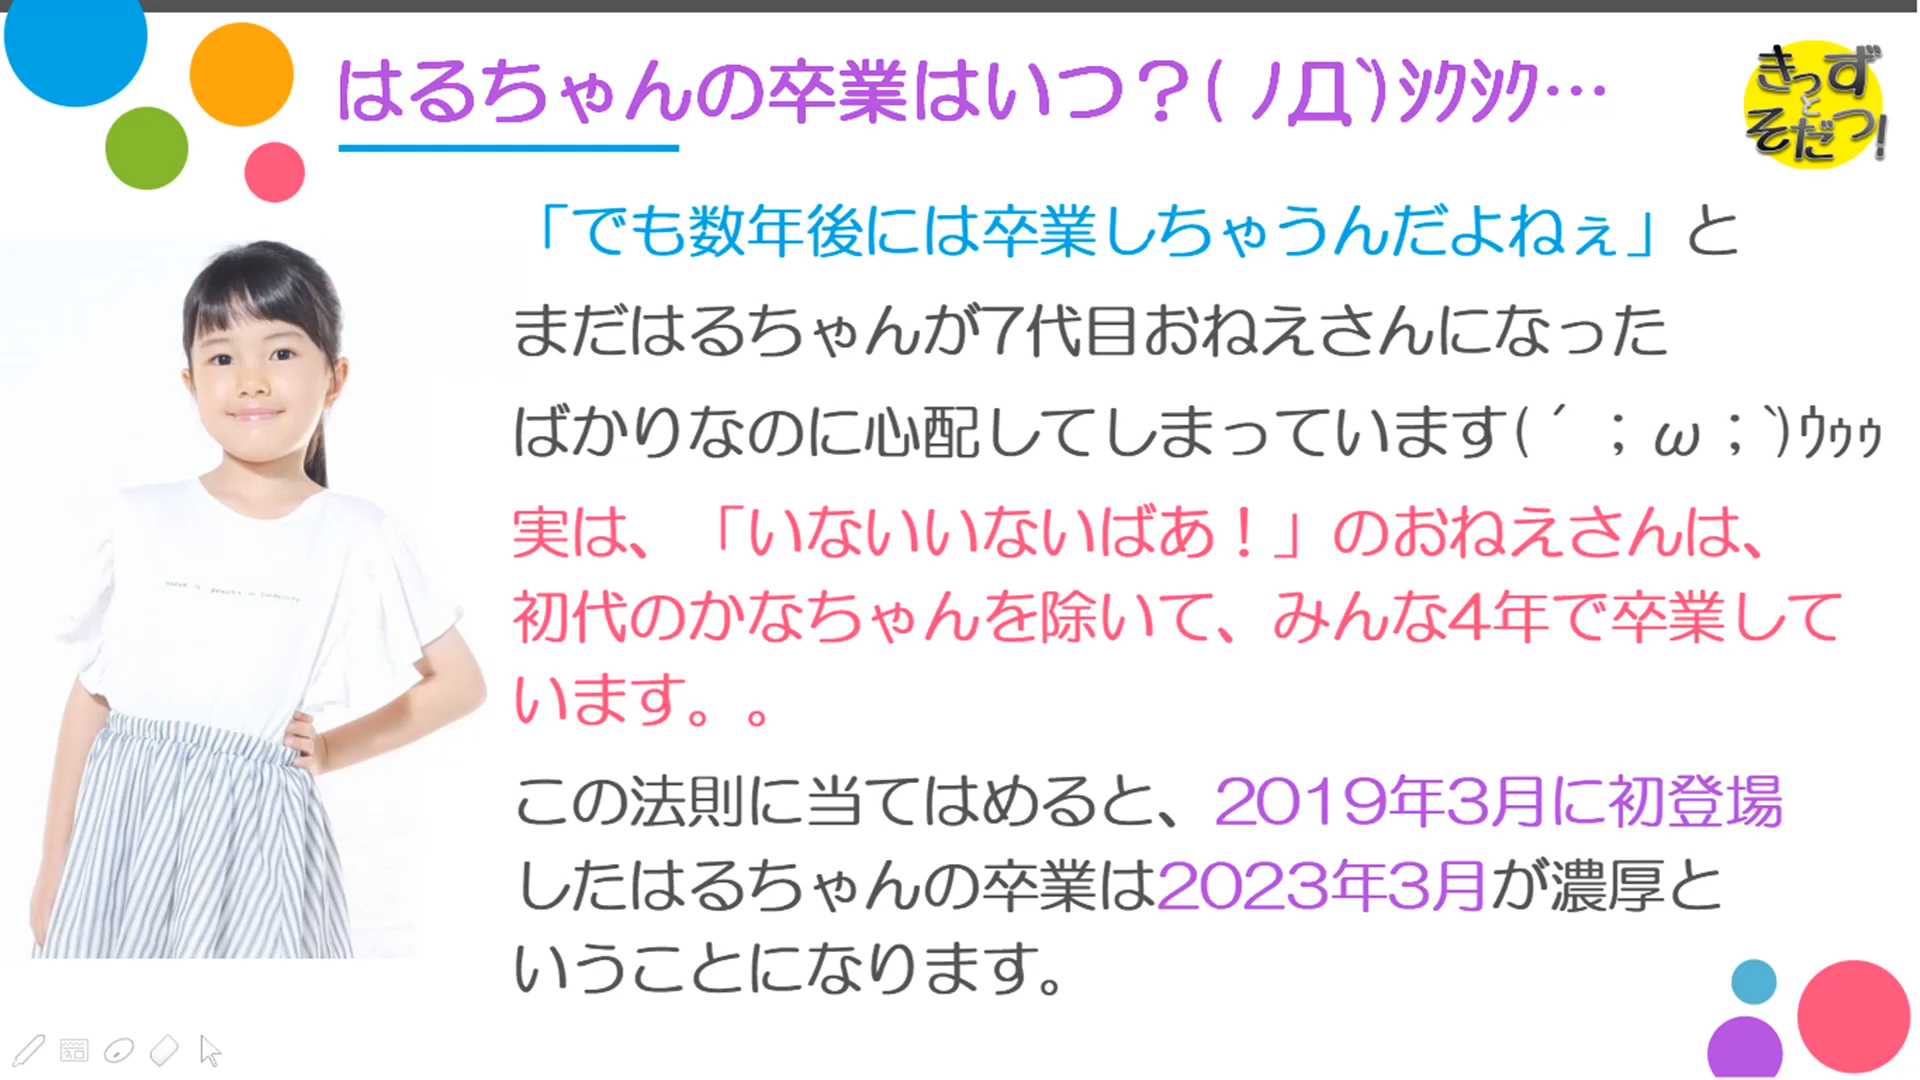 はるちゃんの卒業はいつ？( ﾉД`)ｼｸｼｸ…
きっず
と
そだつ！
「でも数年後には卒業しちゃうんだよねぇ」と
まだはるちゃんが7代目おねえさんになった
ばかりなのに心配してしまっています(´；ω；`)ｳｩｩ
実は、「いないいないばあ！」のおねえさんは、
初代のかなちゃんを除いて、みんな4年で卒業して
います。。
この法則に当てはめると、2019年3月に初登場
したはるちゃんの卒業は2023年3月が濃厚と
いうことになります。